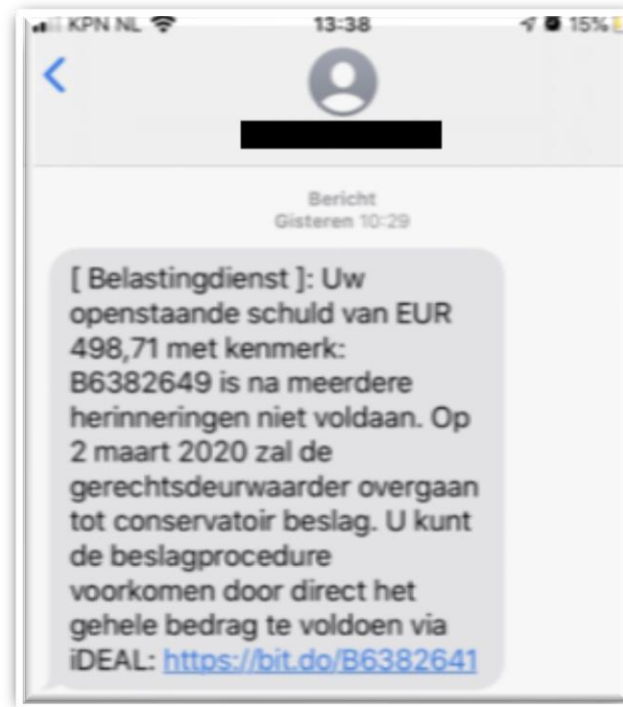 KPN NL 13:38 15%
Bericht
Gisteren 10:29
[ Belastingdienst ]: Uw
openstaande schuld van EUR
498,71 met kenmerk:
B6382649 is na meerdere
herinneringen niet voldaan. Op
2 maart 2020 zal de
gerechtsdeurwaarder overgaan
tot conservatoir beslag. U kunt
de beslagprocedure
voorkomen door direct het
gehele bedrag te voldoen via
iDEAL: https://bit.do/B6382641